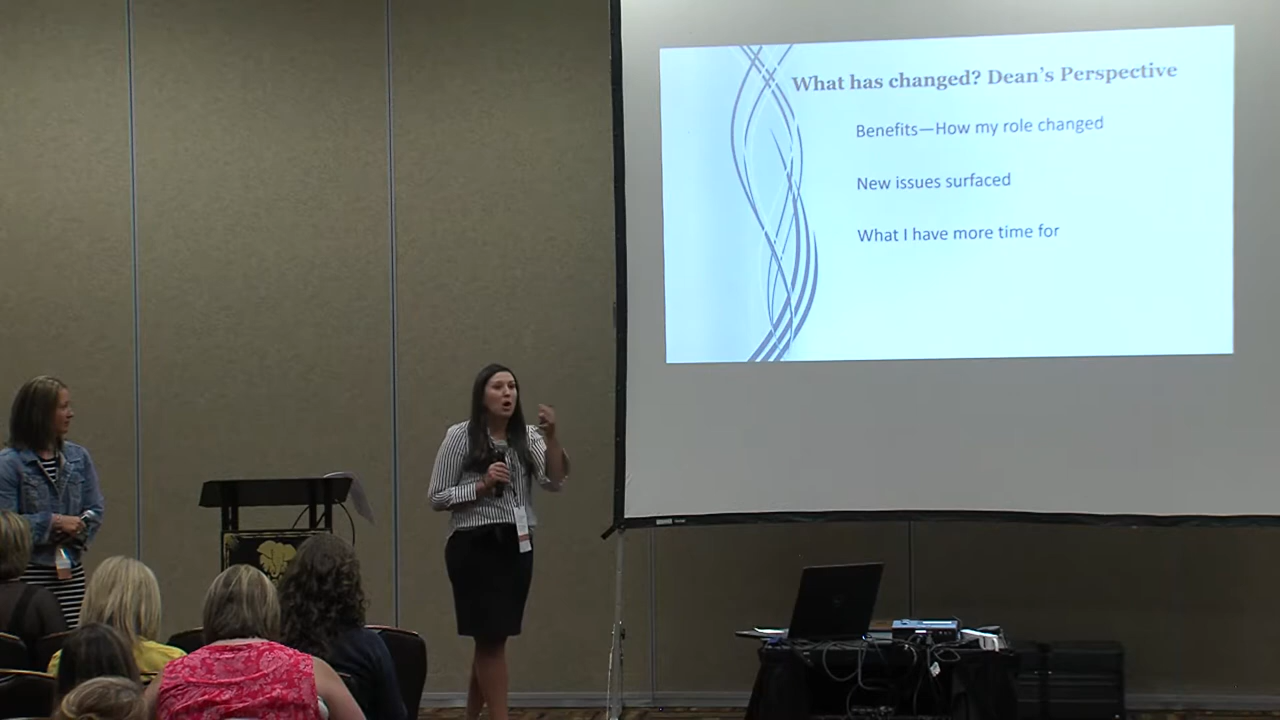 What has changed? Dean's Perspective
Benefits—How my role changed
New issues surfaced
What I have more time for